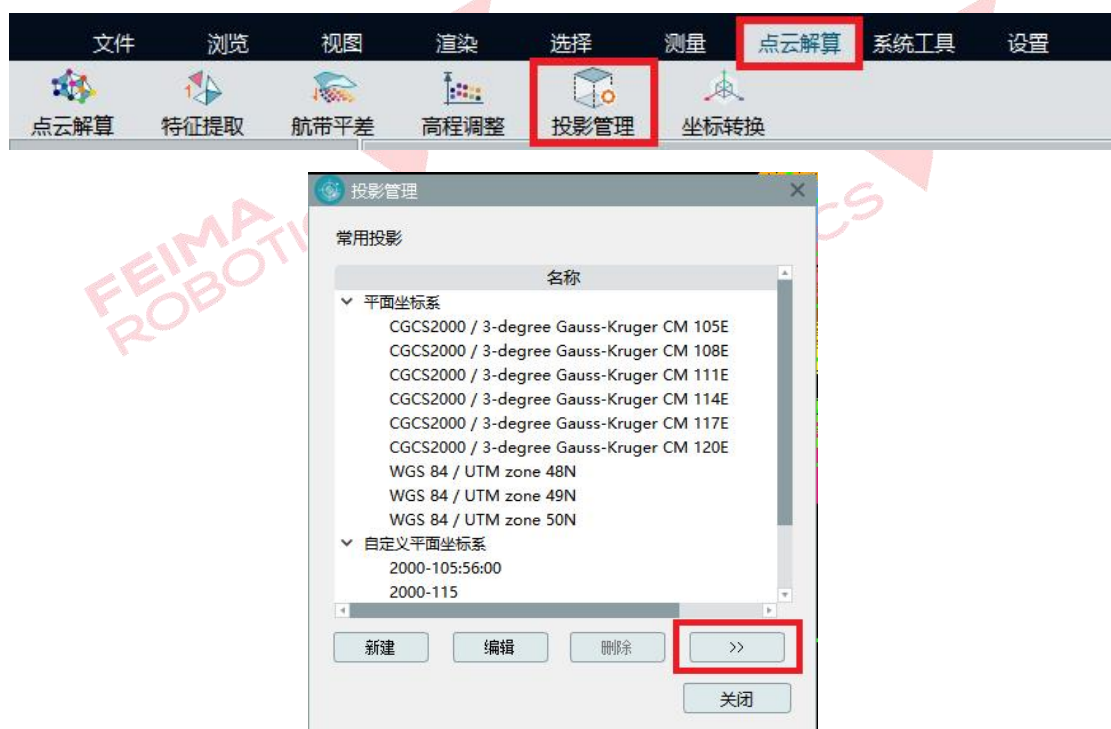 文件 浏览 视图 渲染 选择 测量 点云解算 系统工具 设置
点云解算 特征提取 航带平差 高程调整 投影管理 坐标转换
投影管理
常用投影
名称
平面坐标系
CGCS2000 / 3-degree Gauss-Kruger CM 105E
CGCS2000 / 3-degree Gauss-Kruger CM 108E
CGCS2000 / 3-degree Gauss-Kruger CM 111E
CGCS2000 / 3-degree Gauss-Kruger CM 114E
CGCS2000 / 3-degree Gauss-Kruger CM 117E
CGCS2000 / 3-degree Gauss-Kruger CM 120E
WGS 84 / UTM zone 48N
WGS 84 / UTM zone 49N
WGS 84 / UTM zone 50N
自定义平面坐标系
2000-105:56:00
2000-115
新建 编辑 删除 >>
关闭
FEIMA
ROBOTIC
CS